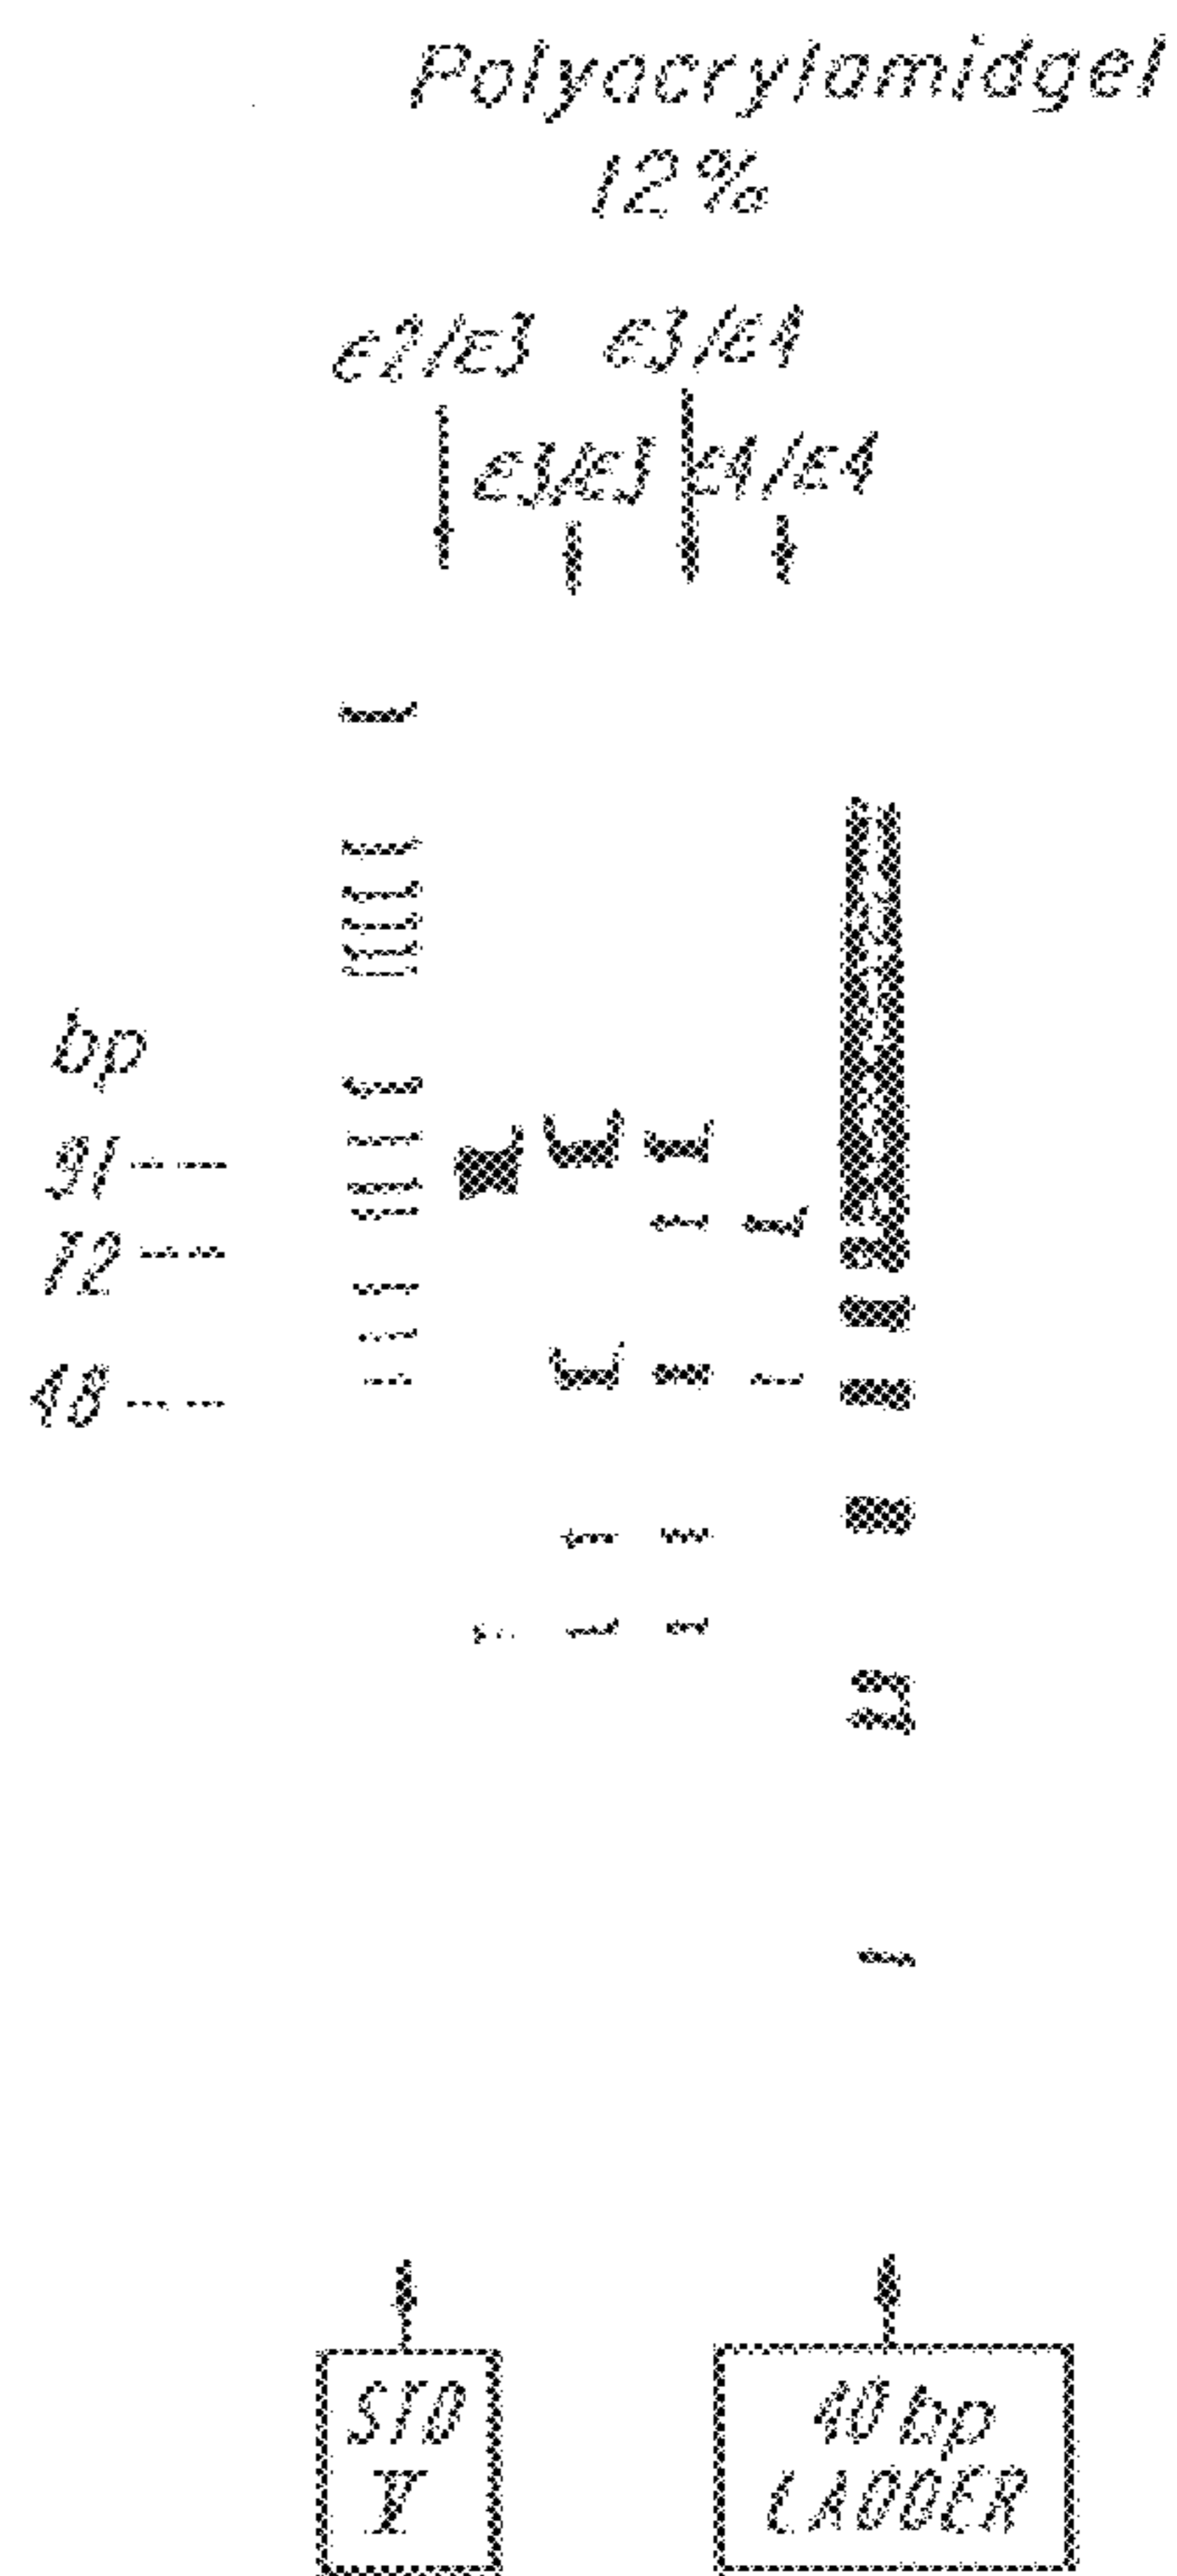 Polyacrylamidgel
12%
E2/E3 E3/E4
E3/E3 E4/E4
bp
91
72
48
STD
V
40 bp
LADDER